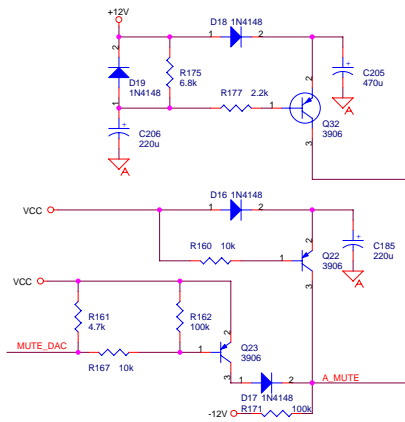 +12V
D18 1N4148
1 2
2
R175
6.8k
D19
1N4148
1
2
C205
470u
R177 2.2k
1
Q32
3906
C206
220u
3
A
A
D16 1N4148
VCC
1 2
R160 10k
1
2
Q22
3906
C185
220u
3
A
VCC
R161
4.7k
R162
100k
MUTE_DAC
R167 10k
1
2
Q23
3906
3
1 2
D17 1N4148
A_MUTE
-12V
R171 100k